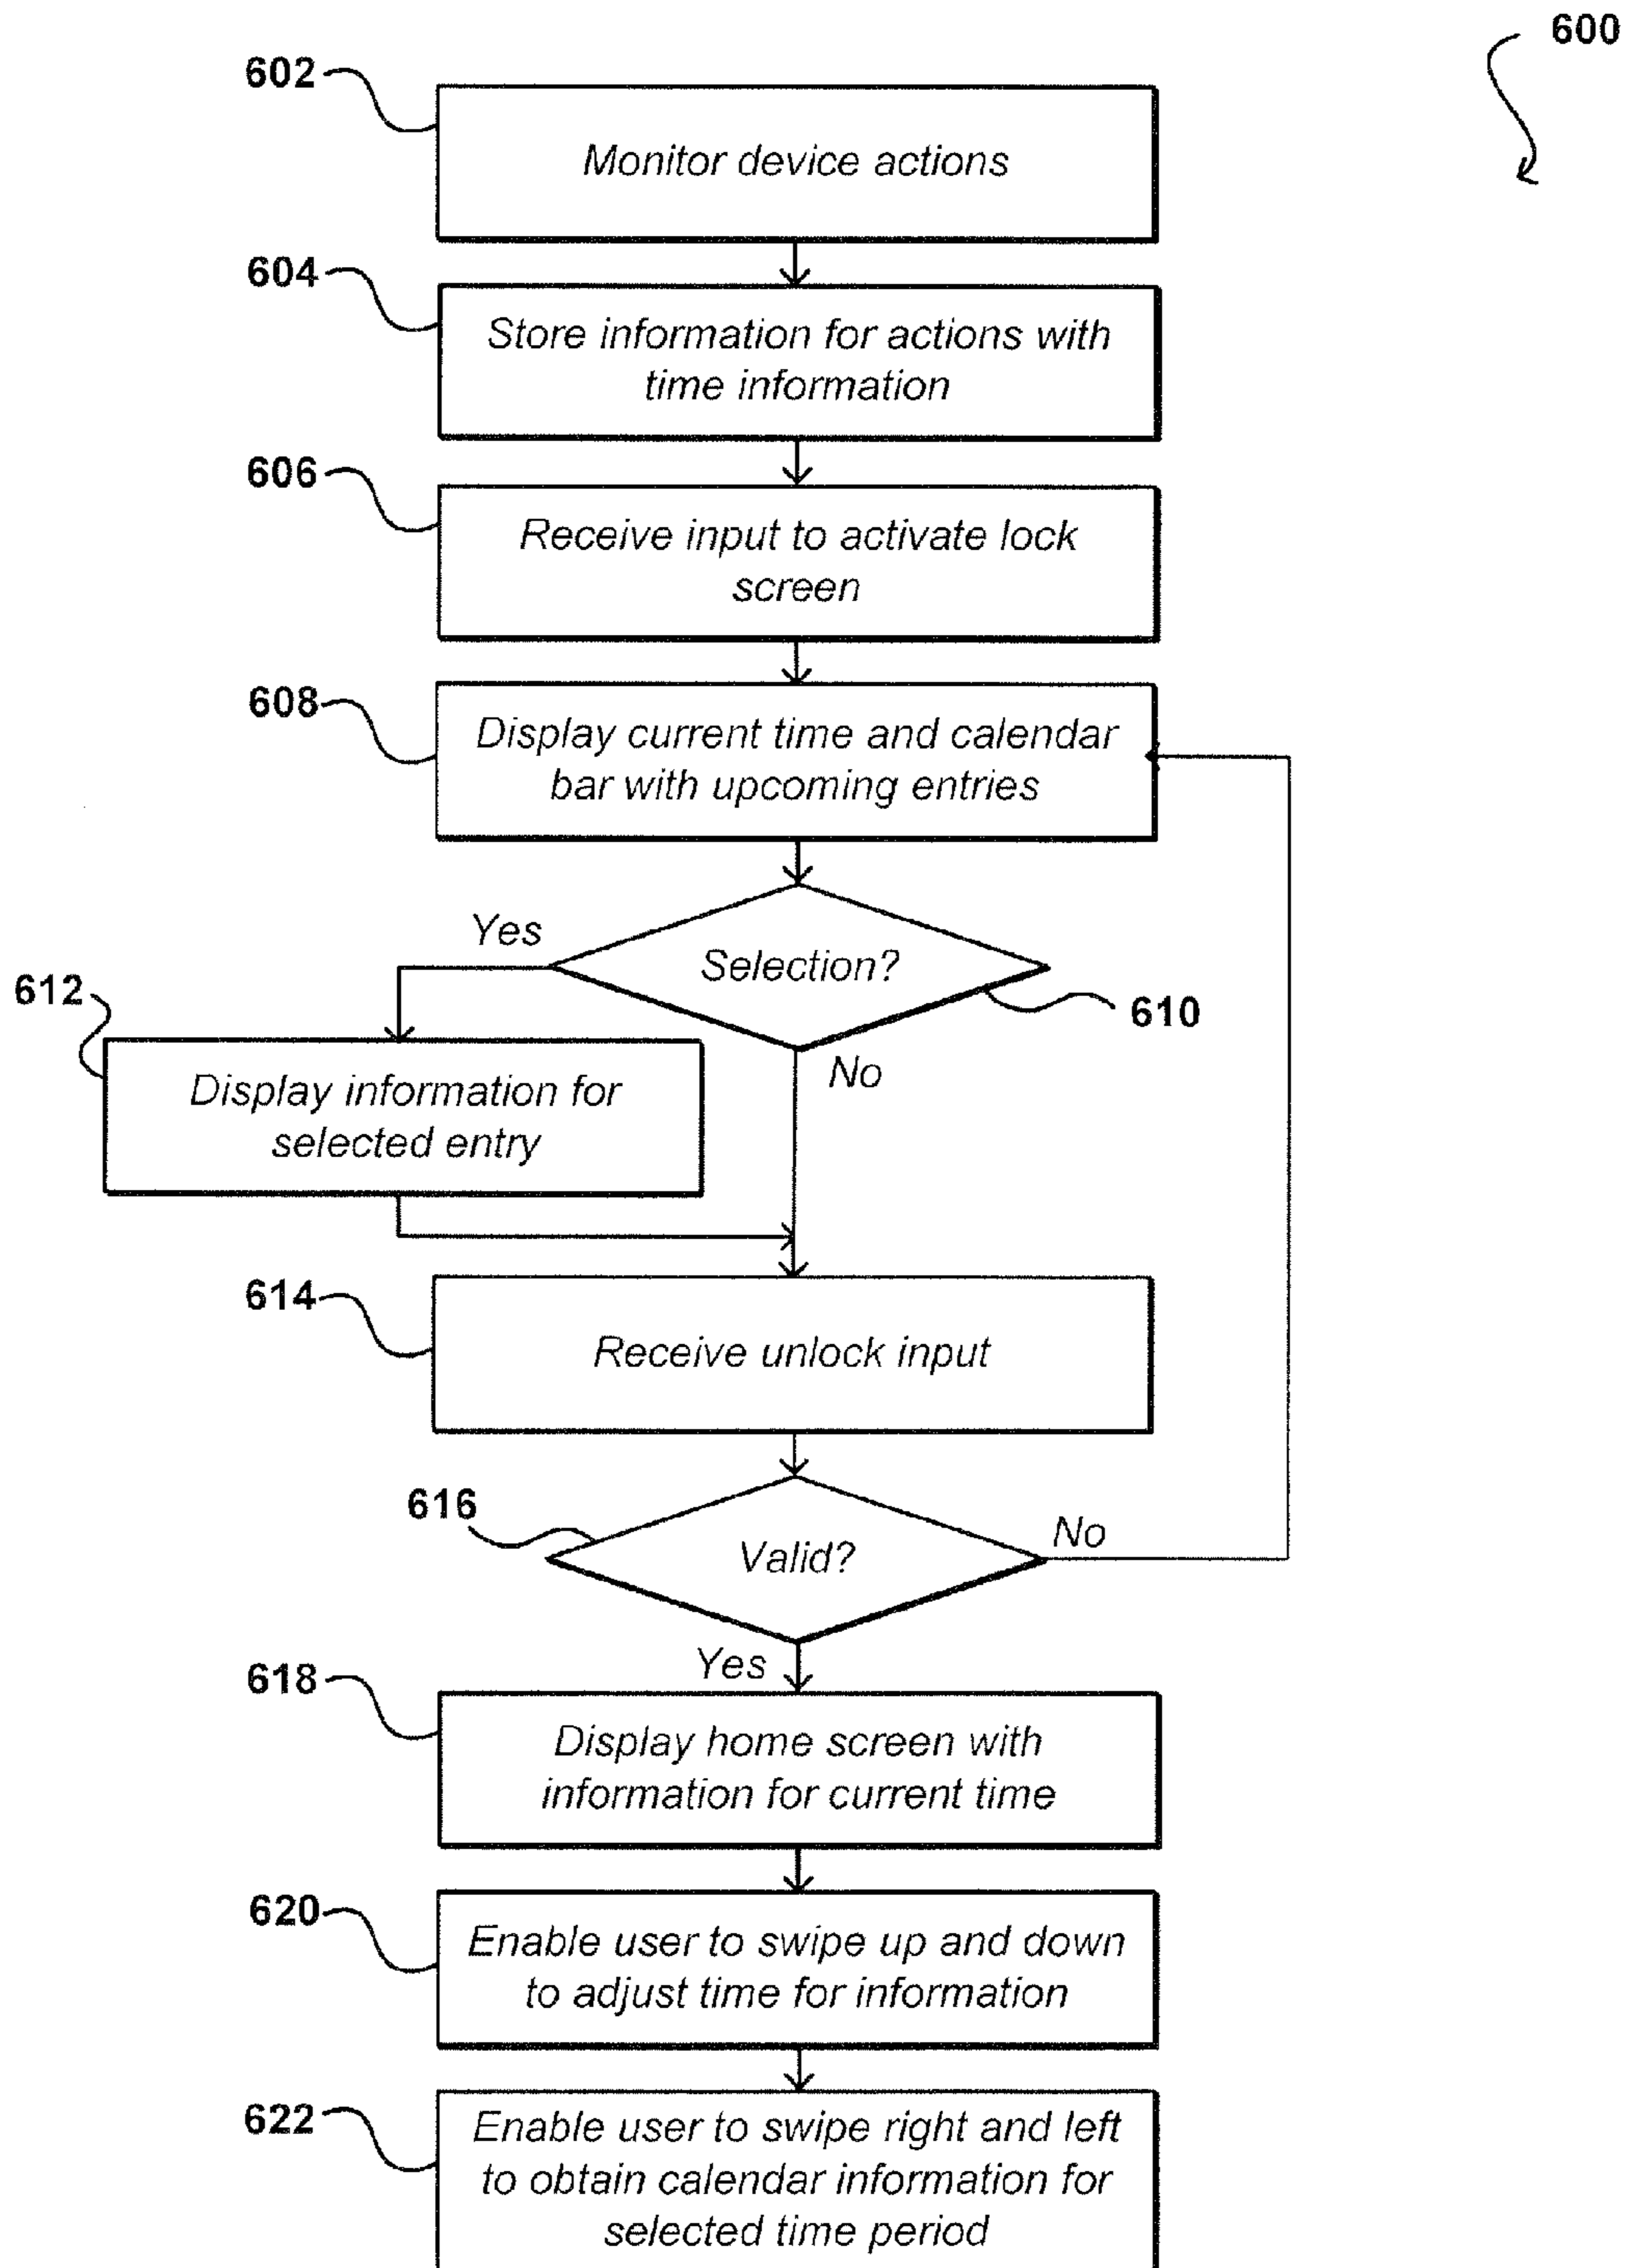 600
602
Monitor device actions
604
Store information for actions with
time information
606
Receive input to activate lock
screen
608
Display current time and calendar
bar with upcoming entries
Yes
Selection?
610
No
612
Display information for
selected entry
614
Receive unlock input
616
Valid?
No
Yes
618
Display home screen with
information for current time
620
Enable user to swipe up and down
to adjust time for information
622
Enable user to swipe right and left
to obtain calendar information for
selected time period